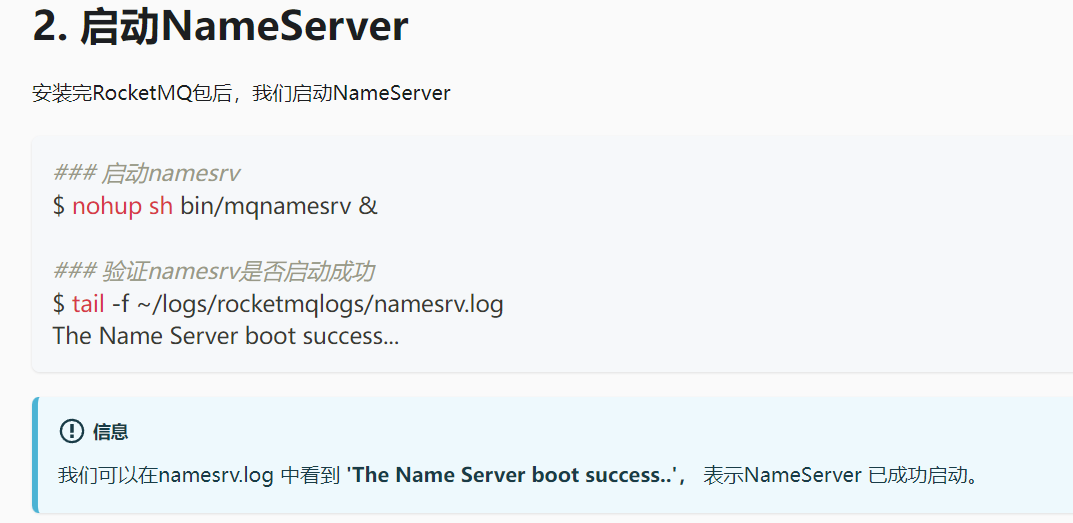 2. 启动NameServer
安装完RocketMQ包后，我们启动NameServer
### 启动namesrv
$ nohup sh bin/mqnamesrv &
### 验证namesrv是否启动成功
$ tail -f ~/logs/rocketmqlogs/namesrv.log
The Name Server boot success...
信息
我们可以在namesrv.log 中看到 'The Name Server boot success..'， 表示NameServer 已成功启动。